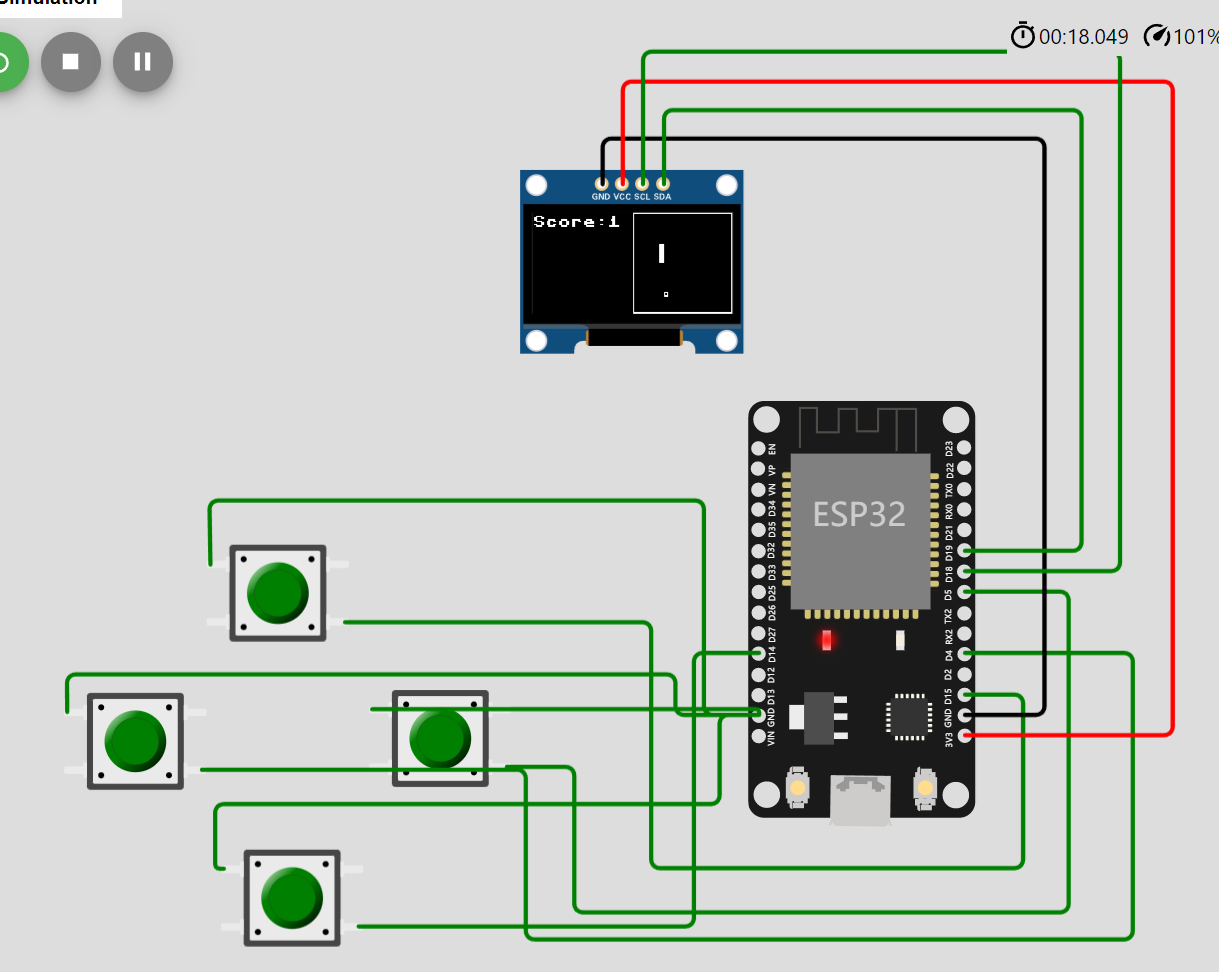 Simulation
00:18.049 101%
GND VCC SCL SDA
Score:1
ESP32
EN
VP
VN
D34
D35
D32
D33
D25
D26
D27
D14
D12
D13
GND
VIN
D23
D22
TX0
RX0
D21
D19
D18
D5
TX2
RX2
D4
D2
D15
GND
3V3